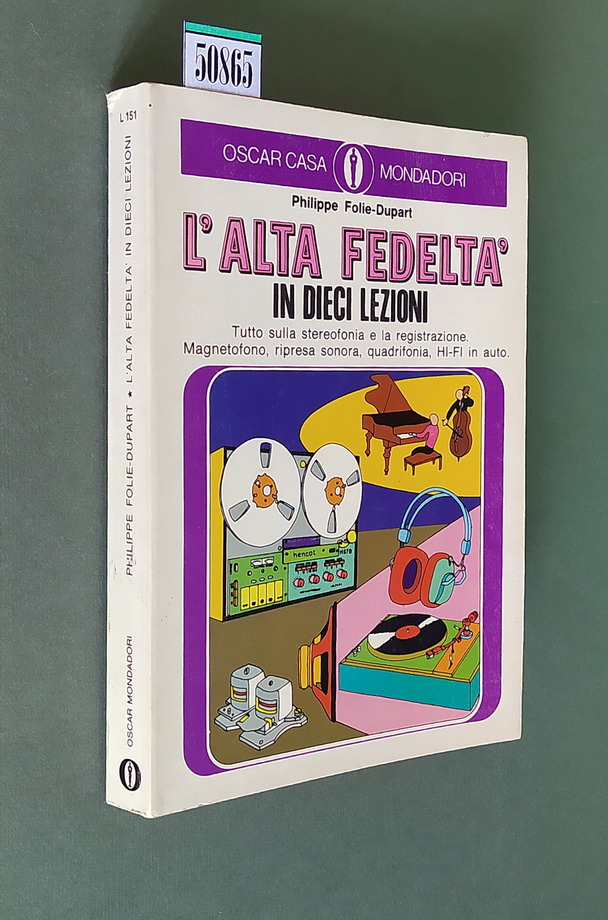 50865
OSCAR CASA MONDADORI
Philippe Folie-Dupart
L'ALTA FEDELTA'
IN DIECI LEZIONI
Tutto sulla stereofonia e la registrazione.
Magnetofono, ripresa sonora, quadrifonia, HI-FI in auto.
hencot
H67B
L 151
PHILIPPE FOLIE-DUPART ★ L'ALTA FEDELTA' IN DIECI LEZIONI
OSCAR MONDADORI